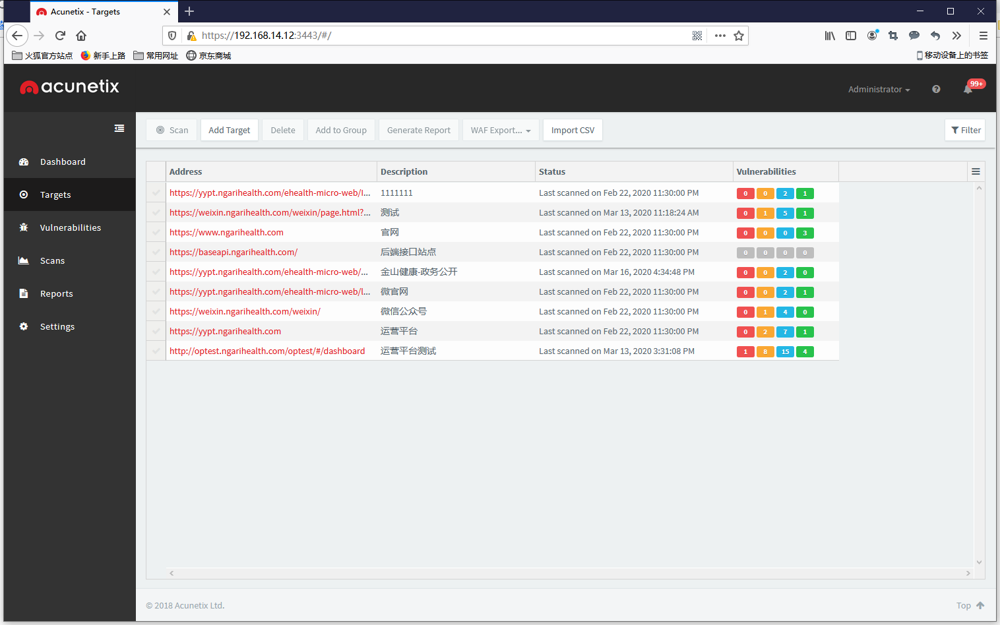 Acunetix - Targets
https://192.168.14.12:3443/#/
火狐官方站点 新手上路 常用网址 京东商城 移动设备上的书签
acunetix
Administrator 99+
Scan Add Target Delete Add to Group Generate Report WAF Export... Import CSV Filter
Dashboard
Targets
Vulnerabilities
Scans
Reports
Settings
Address Description Status Vulnerabilities
https://yypt.ngarihealth.com/ehealth-micro-web/l... 1111111 Last scanned on Feb 22, 2020 11:30:00 PM 0 0 2 1
https://weixin.ngarihealth.com/weixin/page.html?... 测试 Last scanned on Mar 13, 2020 11:18:24 AM 0 1 5 1
https://www.ngarihealth.com 官网 Last scanned on Feb 22, 2020 11:30:00 PM 0 0 0 3
https://baseapi.ngarihealth.com/ 后端接口站点 Last scanned on Feb 22, 2020 11:30:00 PM 0 0 0 0
https://yypt.ngarihealth.com/ehealth-micro-web/... 金山健康-政务公开 Last scanned on Mar 16, 2020 4:34:48 PM 0 0 2 0
https://yypt.ngarihealth.com/ehealth-micro-web/l... 微官网 Last scanned on Feb 22, 2020 11:30:00 PM 0 0 2 1
https://weixin.ngarihealth.com/weixin/ 微信公众号 Last scanned on Feb 22, 2020 11:30:00 PM 0 1 4 0
https://yypt.ngarihealth.com 运营平台 Last scanned on Feb 22, 2020 11:30:00 PM 0 2 7 1
http://optest.ngarihealth.com/optest/#/dashboard 运营平台测试 Last scanned on Mar 13, 2020 3:31:08 PM 1 8 15 4
© 2018 Acunetix Ltd. Top